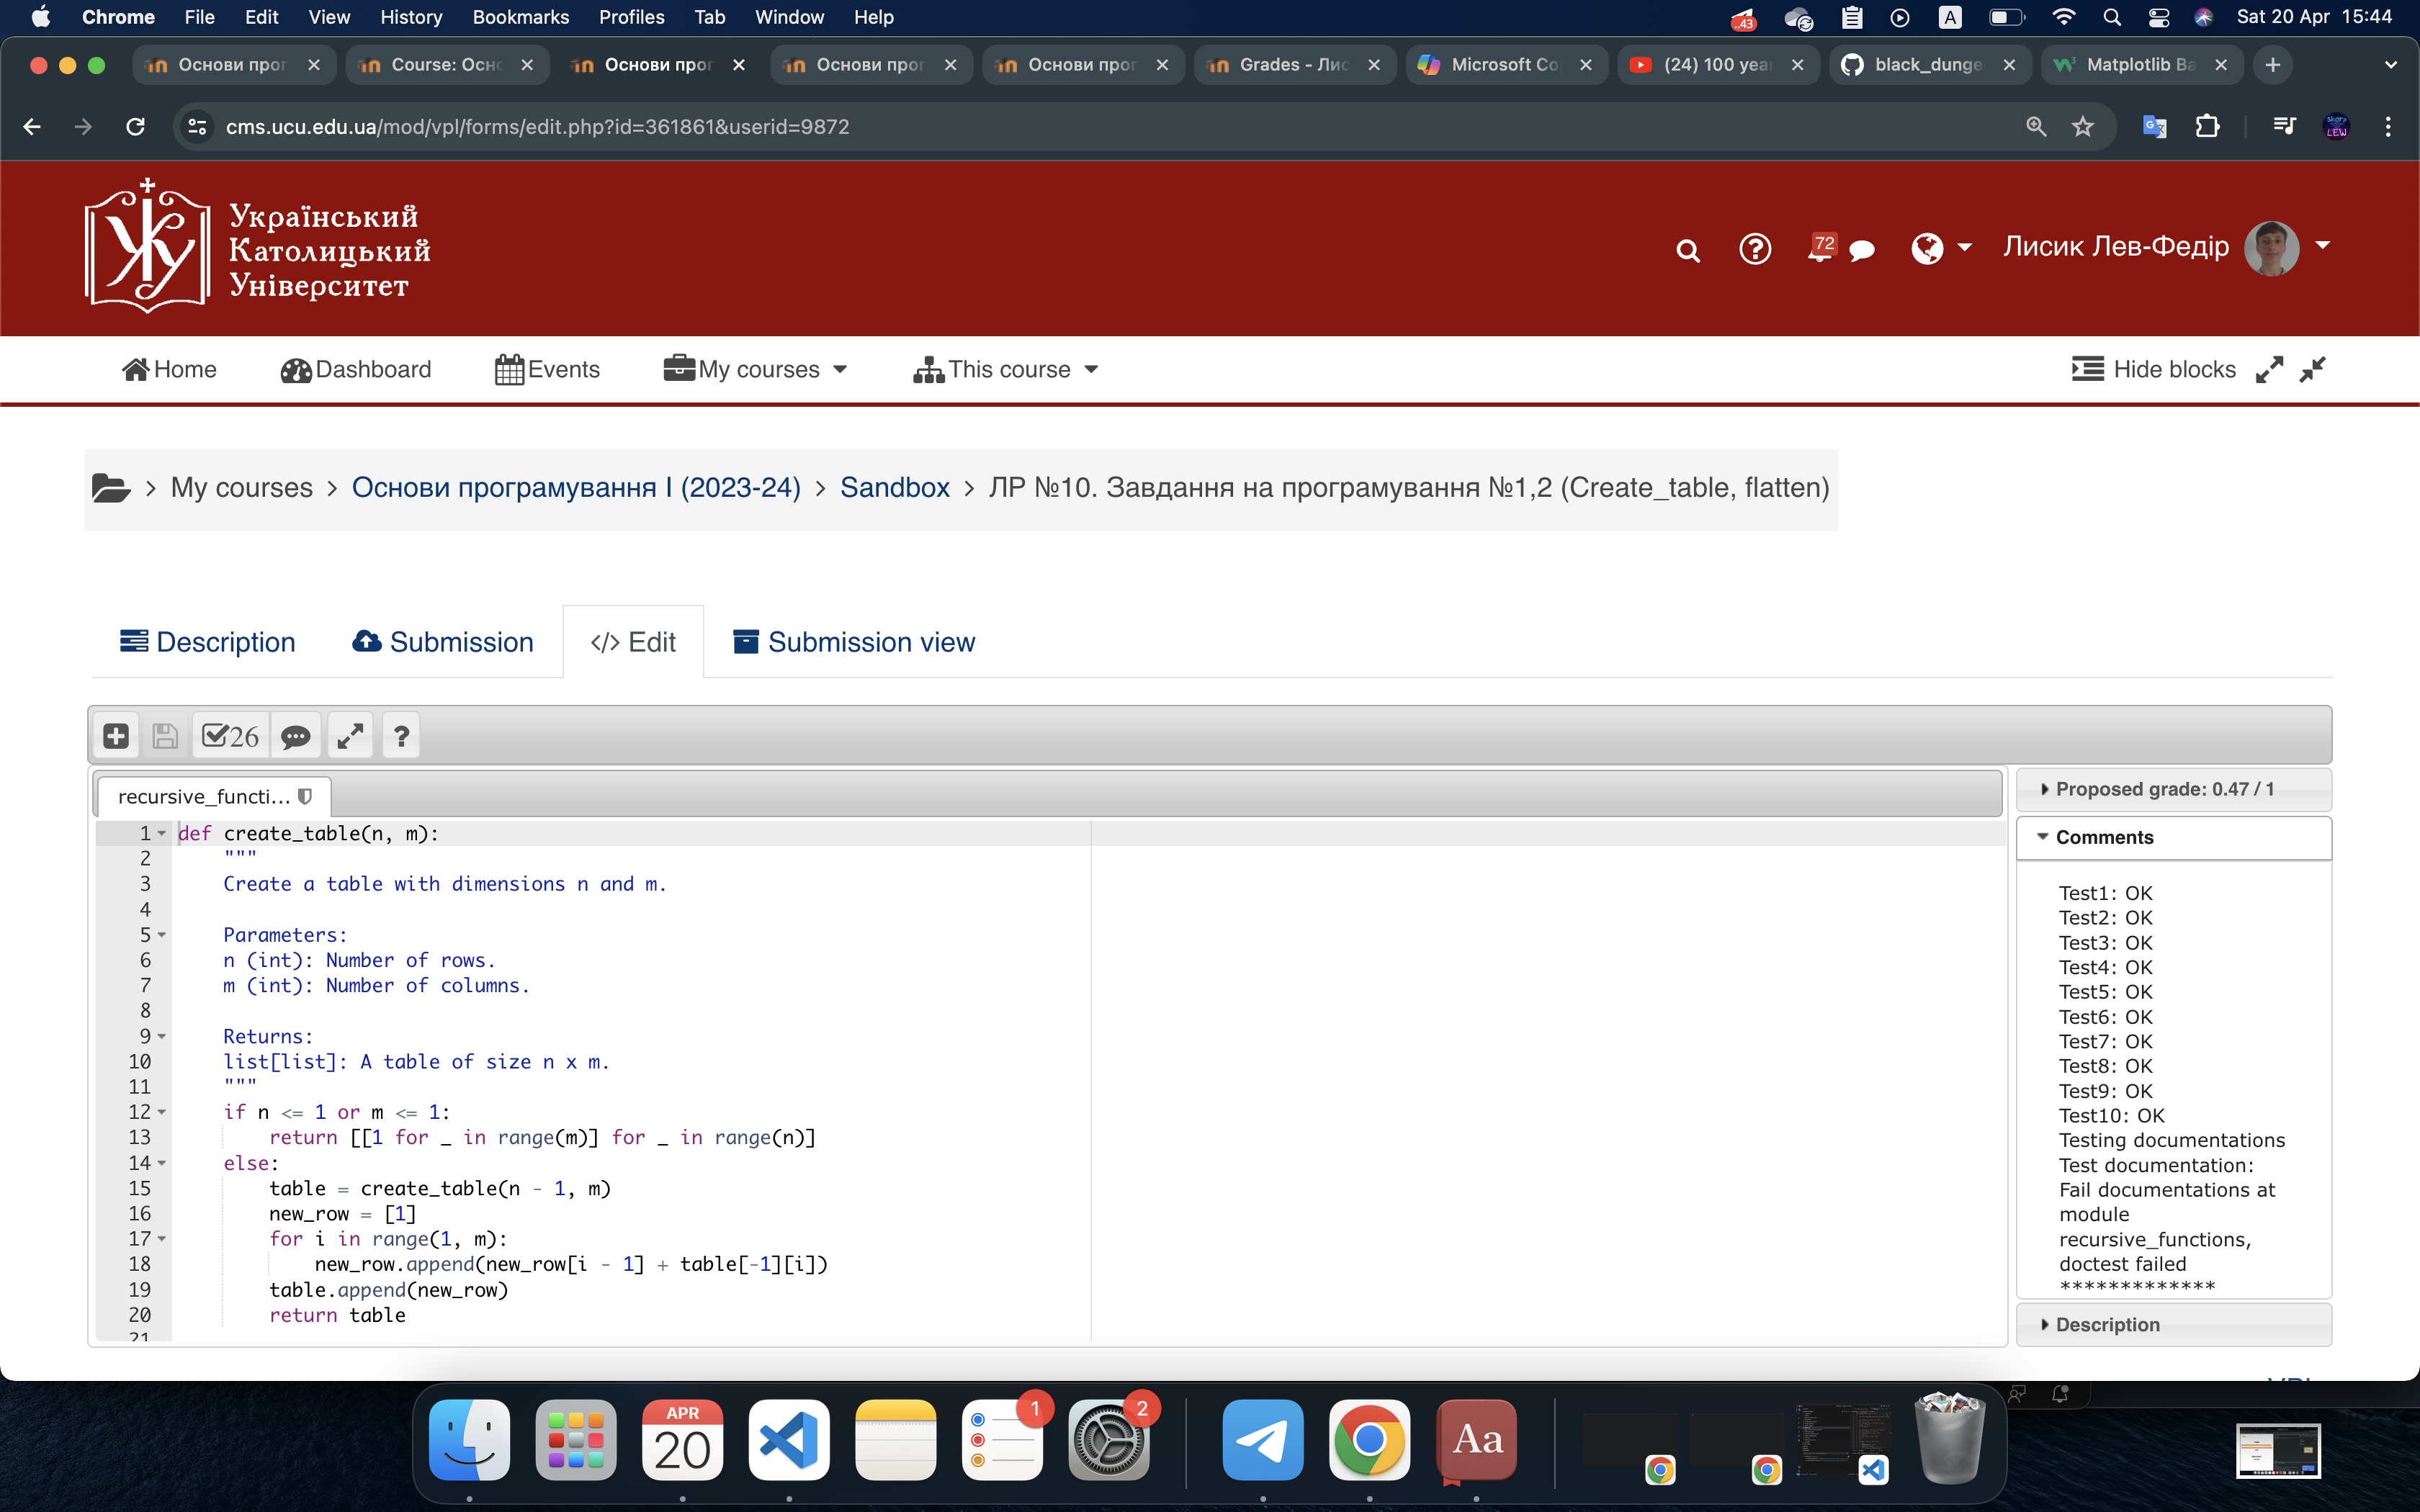 Chrome File Edit View History Bookmarks Profiles Tab Window Help .43 A Sat 20 Apr 15:44
Основи прог Course: Осн Основи прог Основи прог Основи прог Grades - Лис Microsoft Co (24) 100 yea black_dunge Matplotlib Ba
cms.ucu.edu.ua/mod/vpl/forms/edit.php?id=361861&userid=9872
Український
Католицький
Університет
72 Лисик Лев-Федір
Home Dashboard Events My courses This course Hide blocks
My courses > Основи програмування I (2023-24) > Sandbox > ЛР №10. Завдання на програмування №1,2 (Create_table, flatten)
Description Submission </> Edit Submission view
26 ?
recursive_functi...
1 def create_table(n, m):
2 """
3 Create a table with dimensions n and m.
4
5 Parameters:
6 n (int): Number of rows.
7 m (int): Number of columns.
8
9 Returns:
10 list[list]: A table of size n x m.
11 """
12 if n <= 1 or m <= 1:
13 return [[1 for _ in range(m)] for _ in range(n)]
14 else:
15 table = create_table(n - 1, m)
16 new_row = [1]
17 for i in range(1, m):
18 new_row.append(new_row[i - 1] + table[-1][i])
19 table.append(new_row)
20 return table
21
Proposed grade: 0.47 / 1
Comments
Test1: OK
Test2: OK
Test3: OK
Test4: OK
Test5: OK
Test6: OK
Test7: OK
Test8: OK
Test9: OK
Test10: OK
Testing documentations
Test documentation:
Fail documentations at
module
recursive_functions,
doctest failed
*************
Description
APR
20
1
2
Aa